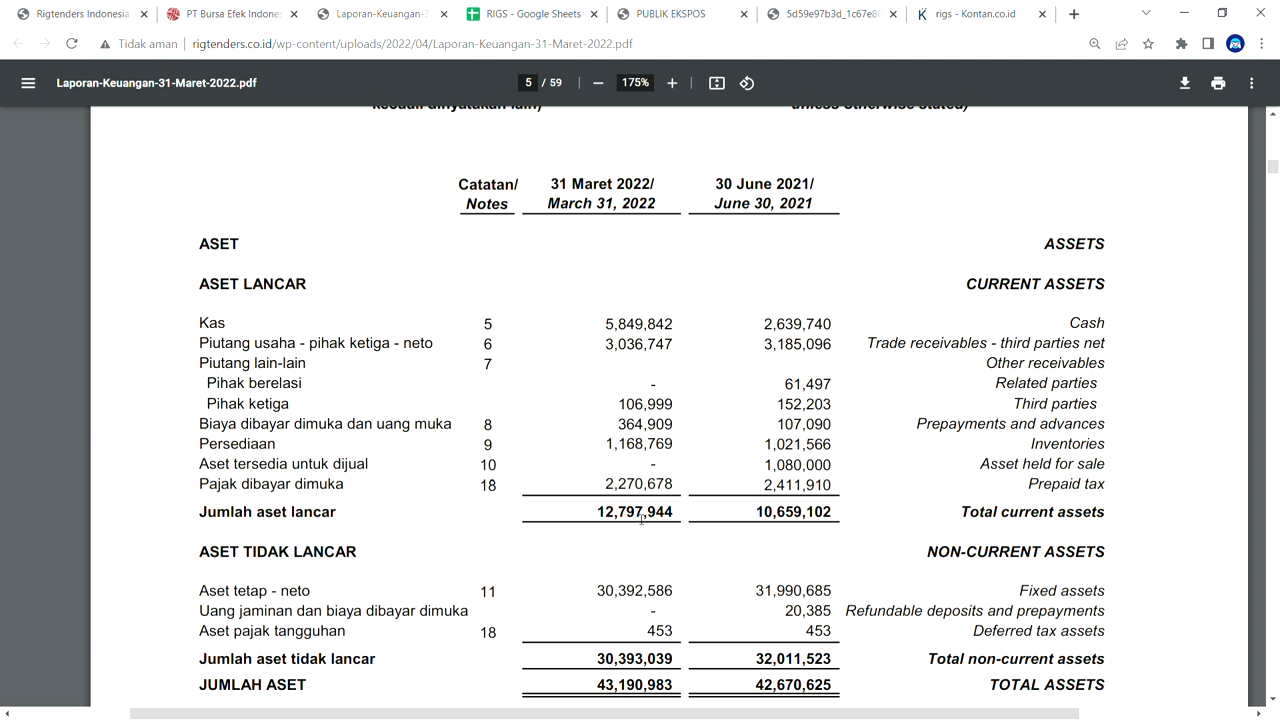 Rigtenders Indonesia
PT Bursa Efek Indone
Laporan-Keuangan-3
RIGS - Google Sheets
PUBLIK EKSPOS
rigs - Kontan.co.id
Tidak aman
rigtenders.co.id/wp-content/uploads/2022/04/Laporan-Keuangan-31-Maret-2022.pdf
Laporan-Keuangan-31-Maret-2022.pdf 5 / 59 175%
kecuali dinyatakan lain) unless otherwise stated)
Catatan/ 31 Maret 2022/ 30 June 2021/
Notes March 31, 2022 June 30, 2021
ASET ASSETS
ASET LANCAR CURRENT ASSETS
Kas 5 5,849,842 2,639,740 Cash
Piutang usaha - pihak ketiga - neto 6 3,036,747 3,185,096 Trade receivables - third parties net
Piutang lain-lain 7 Other receivables
Pihak berelasi - 61,497 Related parties
Pihak ketiga 106,999 152,203 Third parties
Biaya dibayar dimuka dan uang muka 8 364,909 107,090 Prepayments and advances
Persediaan 9 1,168,769 1,021,566 Inventories
Aset tersedia untuk dijual 10 - 1,080,000 Asset held for sale
Pajak dibayar dimuka 18 2,270,678 2,411,910 Prepaid tax
Jumlah aset lancar 12,797,944 10,659,102 Total current assets
ASET TIDAK LANCAR NON-CURRENT ASSETS
Aset tetap - neto 11 30,392,586 31,990,685 Fixed assets
Uang jaminan dan biaya dibayar dimuka - 20,385 Refundable deposits and prepayments
Aset pajak tangguhan 18 453 453 Deferred tax assets
Jumlah aset tidak lancar 30,393,039 32,011,523 Total non-current assets
JUMLAH ASET 43,190,983 42,670,625 TOTAL ASSETS